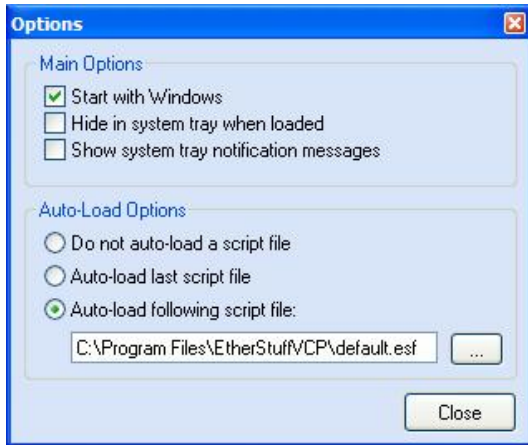 Options
Main Options
Start with Windows
Hide in system tray when loaded
Show system tray notification messages
Auto-Load Options
Do not auto-load a script file
Auto-load last script file
Auto-load following script file:
C:\Program Files\EtherStuffVCP\default.esf
...
Close